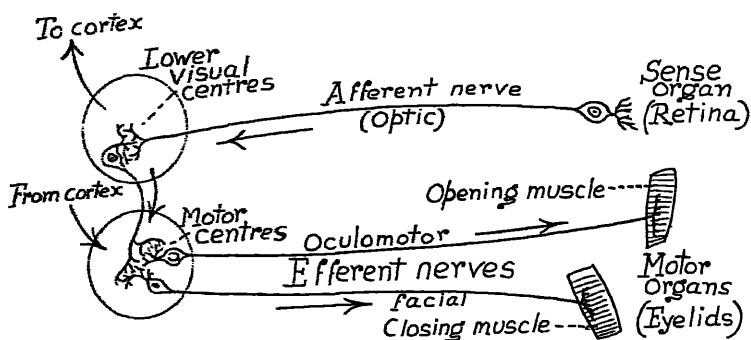 To cortex
Lower
visual
centres
Afferent nerve
(Optic)
Sense
organ
(Retina)
From cortex
Motor
centres
Opening muscle
Oculomotor
Efferent nerves
facial
Closing muscle
Motor
Organs
(Eyelids)